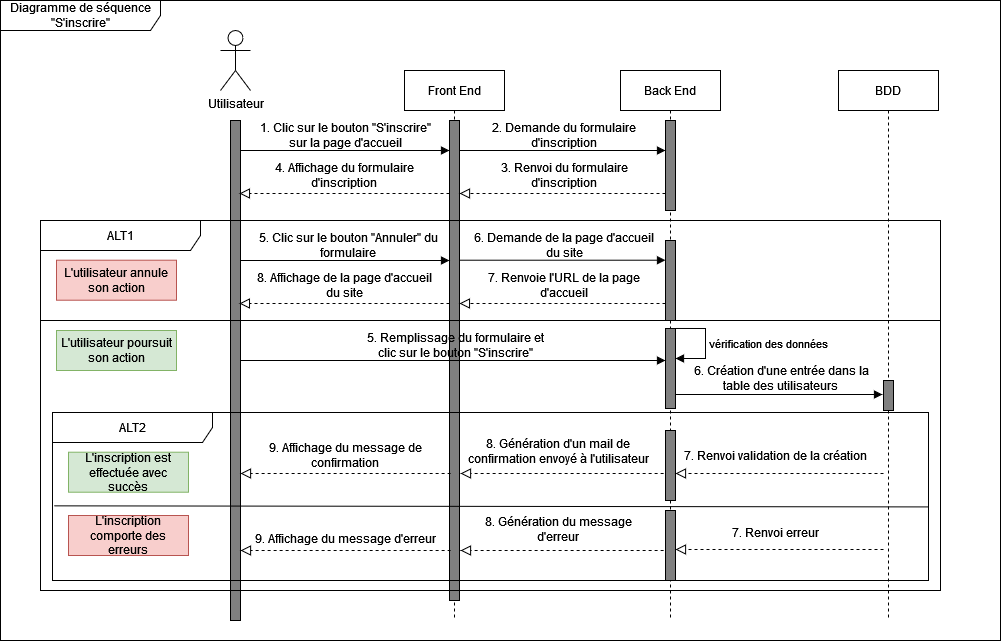 Diagramme de séquence
"S'inscrire"
Utilisateur
Front End
Back End
BDD
1. Clic sur le bouton "S'inscrire"
sur la page d'accueil
2. Demande du formulaire
d'inscription
4. Affichage du formulaire
d'inscription
3. Renvoi du formulaire
d'inscription
ALT1
5. Clic sur le bouton "Annuler" du
formulaire
6. Demande de la page d'accueil
du site
L'utilisateur annule
son action
8. Affichage de la page d'accueil
du site
7. Renvoie l'URL de la page
d'accueil
L'utilisateur poursuit
son action
5. Remplissage du formulaire et
clic sur le bouton "S'inscrire"
vérification des données
6. Création d'une entrée dans la
table des utilisateurs
ALT2
L'inscription est
effectuée avec
succès
9. Affichage du message de
confirmation
8. Génération d'un mail de
confirmation envoyé à l'utilisateur
7. Renvoi validation de la création
L'inscription
comporte des
erreurs
9. Affichage du message d'erreur
8. Génération du message
d'erreur
7. Renvoi erreur